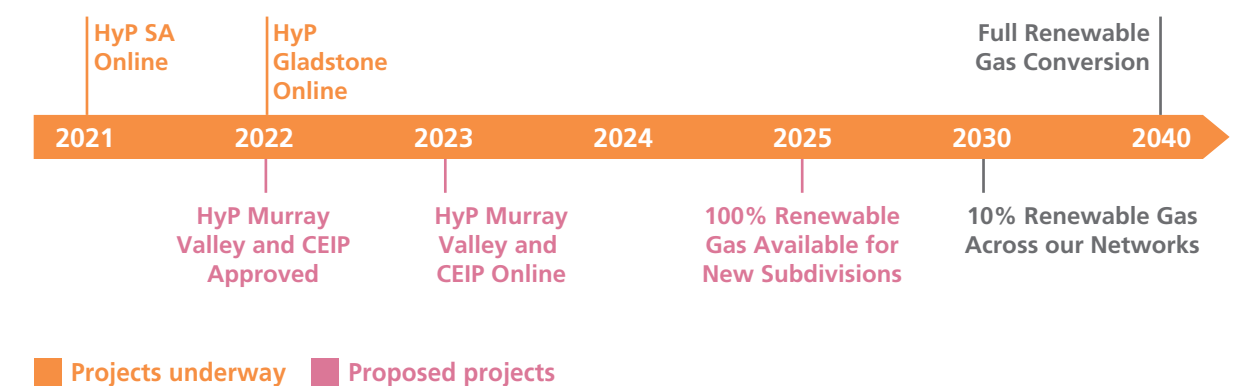 HyP SA
Online
HyP
Gladstone
Online
Full Renewable
Gas Conversion
2021 2022 2023 2024 2025 2030 2040
HyP Murray
Valley and CEIP
Approved
HyP Murray
Valley and
CEIP Online
100% Renewable
Gas Available for
New Subdivisions
10% Renewable Gas
Across our Networks
Projects underway Proposed projects